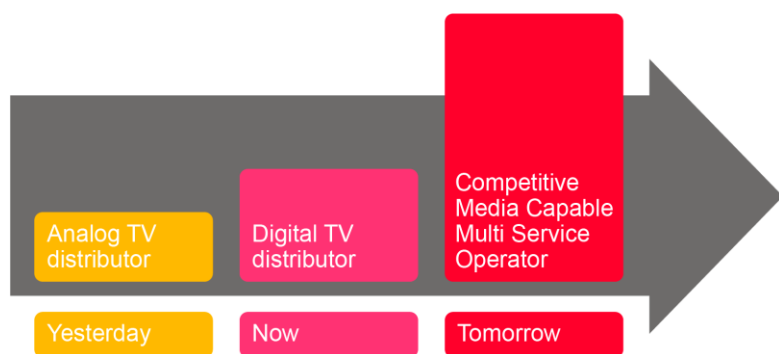 Analog TV
distributor
Digital TV
distributor
Competitive
Media Capable
Multi Service
Operator
Yesterday
Now
Tomorrow